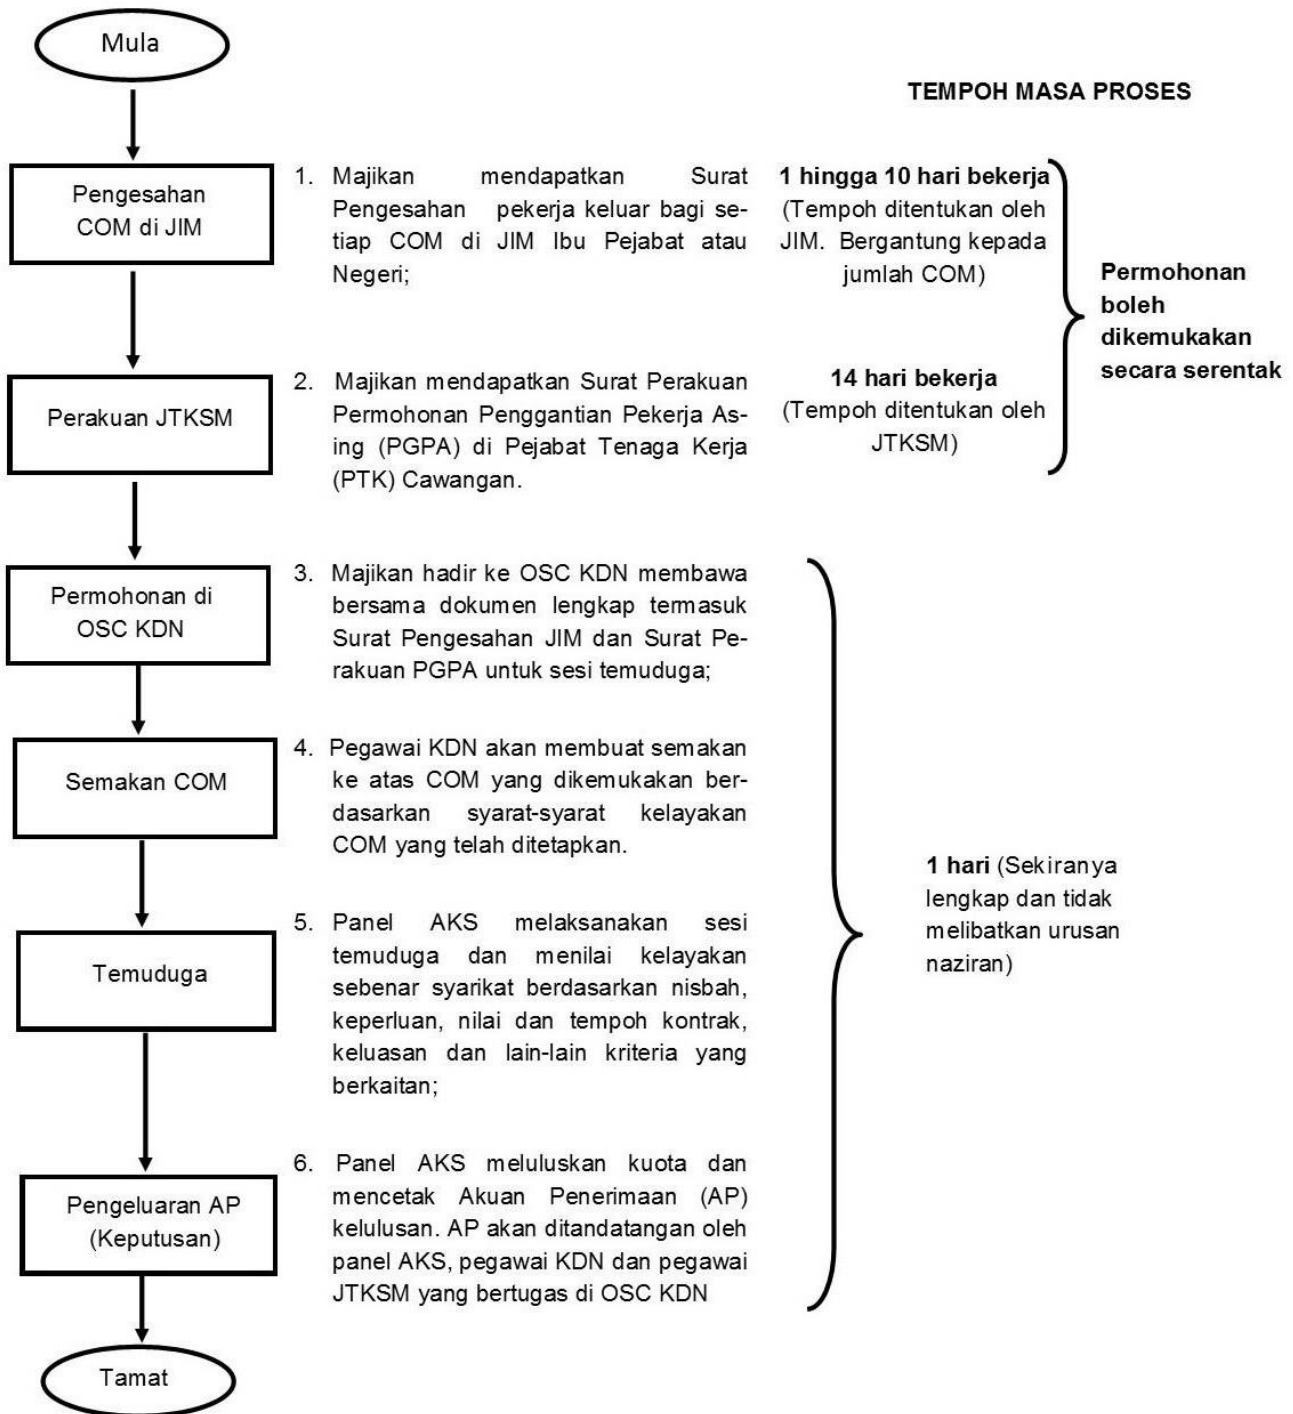 Mula
TEMPOH MASA PROSES
Pengesahan
COM di JIM
1. Majikan mendapatkan Surat
Pengesahan pekerja keluar bagi se-
tiap COM di JIM Ibu Pejabat atau
Negeri;
1 hingga 10 hari bekerja
(Tempoh ditentukan oleh
JIM. Bergantung kepada
jumlah COM)
Permohonan
boleh
dikemukakan
secara serentak
Perakuan JTKSM
2. Majikan mendapatkan Surat Perakuan
Permohonan Penggantian Pekerja As-
ing (PGPA) di Pejabat Tenaga Kerja
(PTK) Cawangan.
14 hari bekerja
(Tempoh ditentukan oleh
JTKSM)
Permohonan di
OSC KDN
3. Majikan hadir ke OSC KDN membawa
bersama dokumen lengkap termasuk
Surat Pengesahan JIM dan Surat Pe-
rakuan PGPA untuk sesi temuduga;
Semakan COM
4. Pegawai KDN akan membuat semakan
ke atas COM yang dikemukakan ber-
dasarkan syarat-syarat kelayakan
COM yang telah ditetapkan.
1 hari (Sekiranya
lengkap dan tidak
melibatkan urusan
naziran)
Temuduga
5. Panel AKS melaksanakan sesi
temuduga dan menilai kelayakan
sebenar syarikat berdasarkan nisbah,
keperluan, nilai dan tempoh kontrak,
keluasan dan lain-lain kriteria yang
berkaitan;
Pengeluaran AP
(Keputusan)
6. Panel AKS meluluskan kuota dan
mencetak Akuan Penerimaan (AP)
kelulusan. AP akan ditandatangan oleh
panel AKS, pegawai KDN dan pegawai
JTKSM yang bertugas di OSC KDN
Tamat